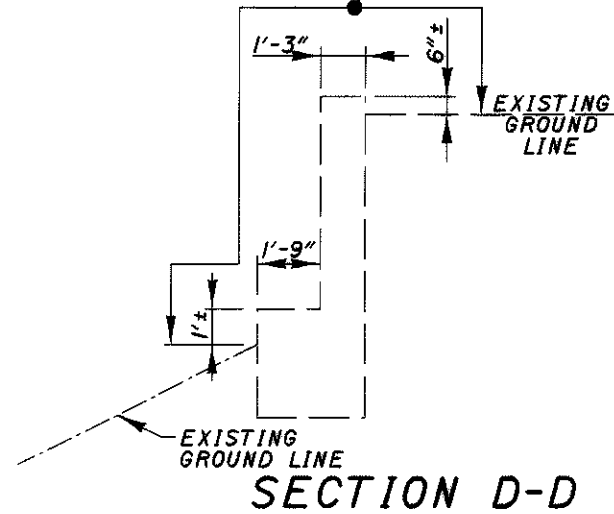 1'-3"
6"±
EXISTING
GROUND
LINE
1'-9"
1'±
EXISTING
GROUND LINE
SECTION D-D